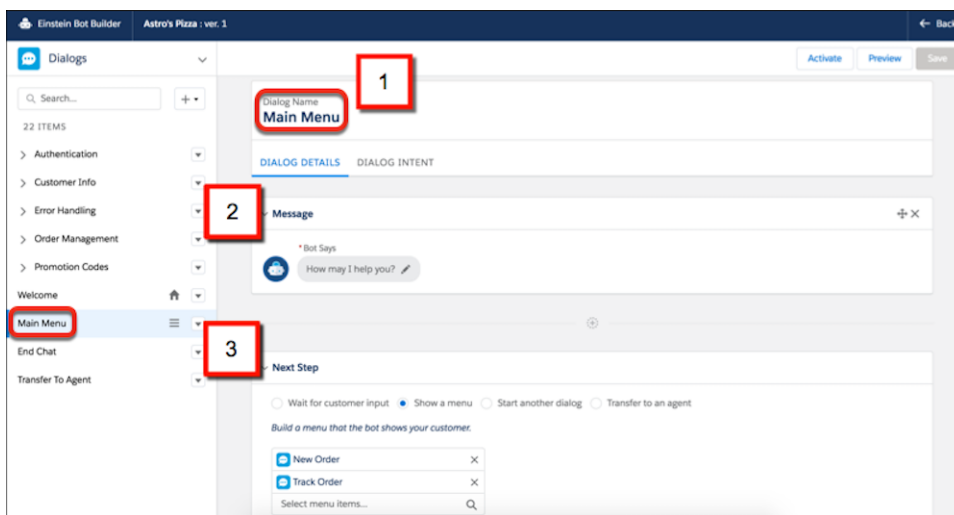 Einstein Bot Builder Astro's Pizza : ver. 1 ← Back
Dialogs Activate Preview Save
1
Search...
22 ITEMS
Dialog Name
Main Menu
Authentication
DIALOG DETAILS DIALOG INTENT
Customer Info
Error Handling
2
Message
Order Management
*Bot Says
Promotion Codes
How may I help you?
Welcome
Main Menu
End Chat
3
Next Step
Transfer To Agent
Wait for customer input Show a menu Start another dialog Transfer to an agent
Build a menu that the bot shows your customer.
New Order
Track Order
Select menu items...